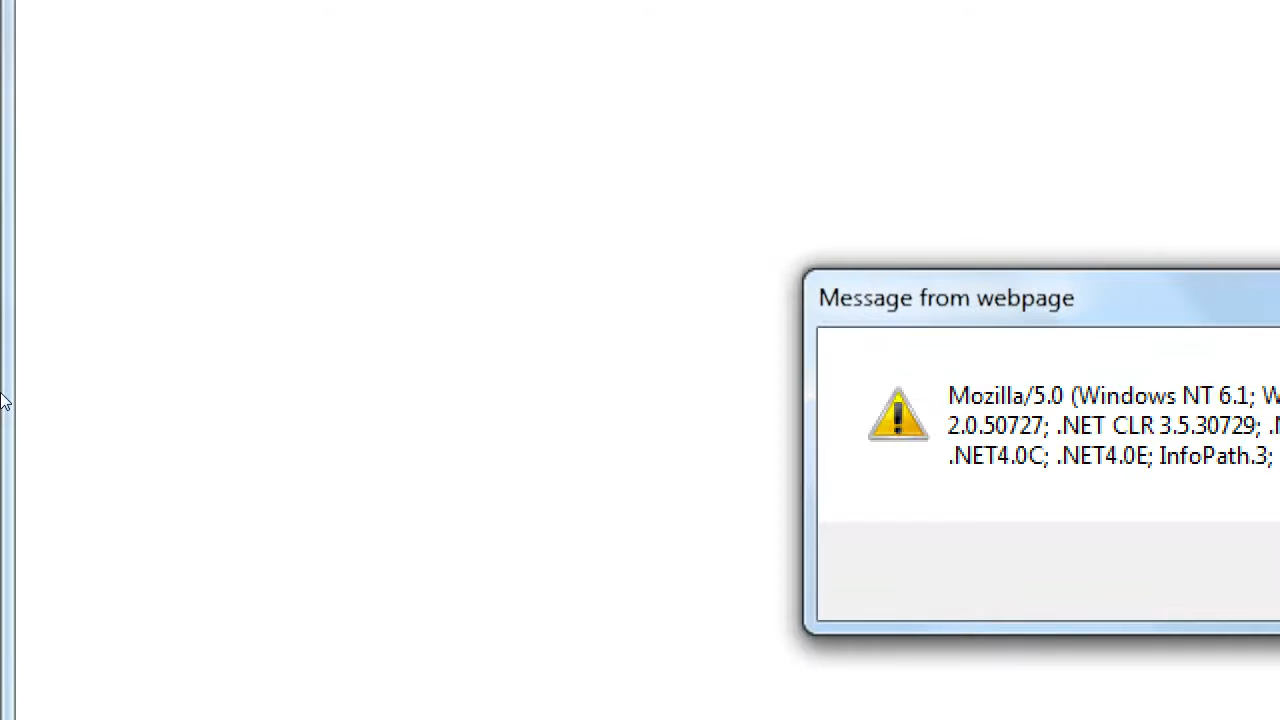 Message from webpage
Mozilla/5.0 (Windows NT 6.1;
2.0.50727; .NET CLR 3.5.30729;
.NET4.0C; .NET4.0E; InfoPath.3;